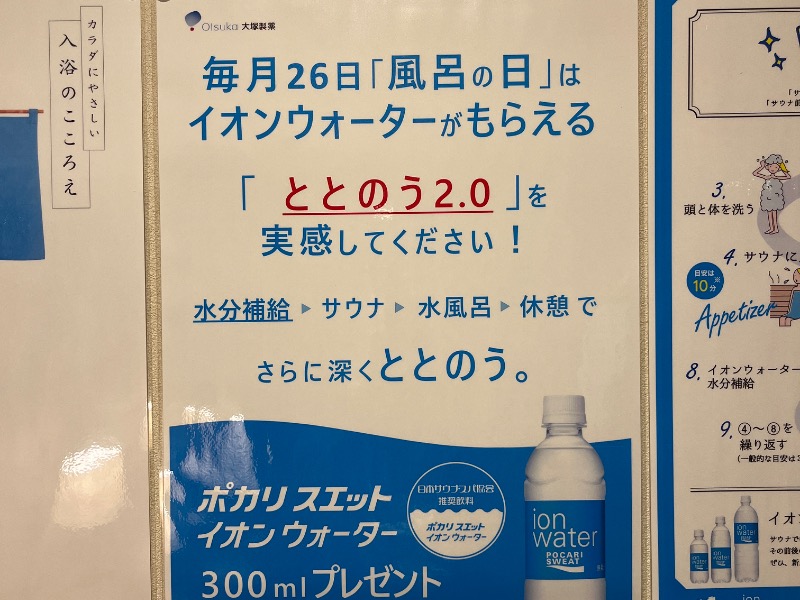 カラダにやさしい
入浴のこころえ
Otsuka 大塚製薬
毎月26日「風呂の日」は
イオンウォーターがもらえる
「ととのう2.0」を
実感してください！
水分補給▶サウナ▶水風呂▶休憩で
さらに深くととのう。
日本サウナスパ協会
推奨飲料
ポカリ スエット
イオン ウォーター
ポカリ スエット
イオン ウォーター
300mlプレゼント
ion
water
POCARI
SWEAT
3.
頭と体を洗う
4. サウナに
目安は※
10分
Appetizer
8. イオンウォーター
水分補給
9. ④〜⑧を
繰り返す
(一般的な目安は3
ion
water
イオ
サウナで
その前後
ぜひ、新
ion